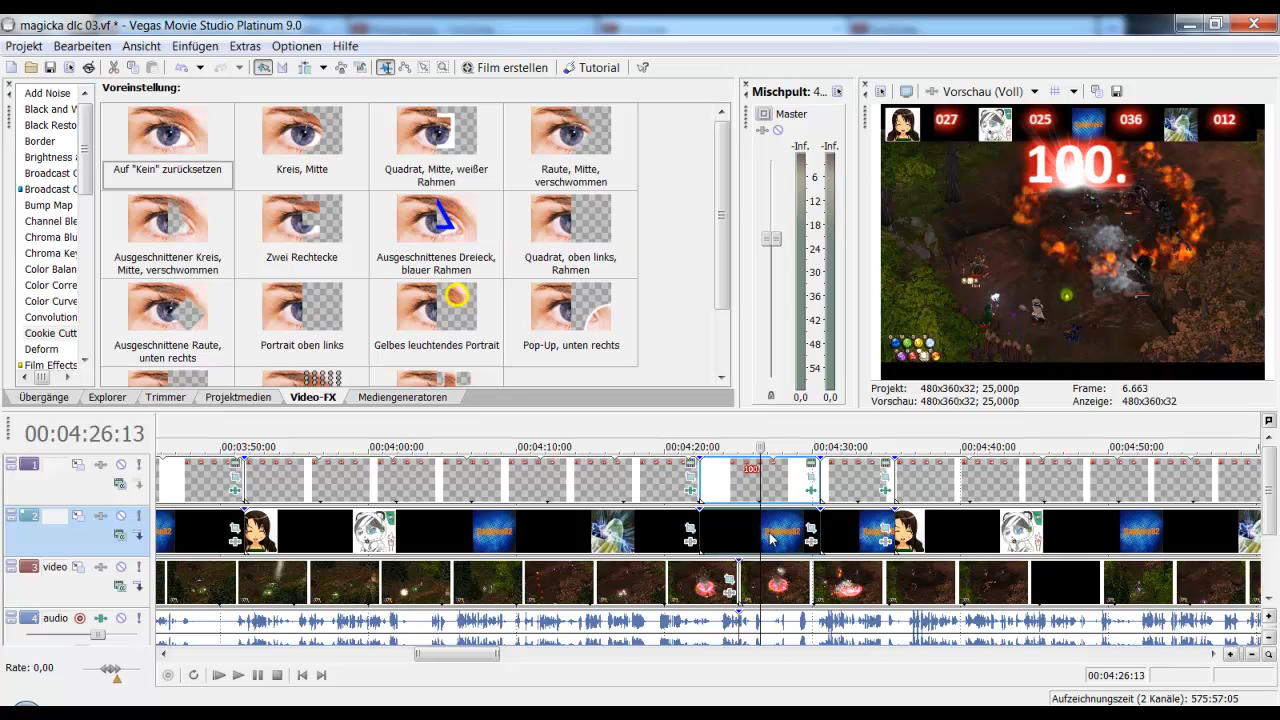 magicka dlc 03.vf * - Vegas Movie Studio Platinum 9.0
Projekt Bearbeiten Ansicht Einfügen Extras Optionen Hilfe
Film erstellen Tutorial
Add Noise
Black and W
Black Resto
Border
Brightness a
Broadcast C
Broadcast C
Bump Map
Channel Ble
Chroma Blu
Chroma Key
Color Balan
Color Corre
Color Curve
Convolution
Cookie Cutt
Deform
Film Effects
Voreinstellung:
Auf "Kein" zurücksetzen
Kreis, Mitte
Quadrat, Mitte, weißer
Rahmen
Raute, Mitte,
verschwommen
Ausgeschnittener Kreis,
Mitte, verschwommen
Zwei Rechtecke
Ausgeschnittenes Dreieck,
blauer Rahmen
Quadrat, oben links,
Rahmen
Ausgeschnittene Raute,
unten rechts
Portrait oben links
Gelbes leuchtendes Portrait
Pop-Up, unten rechts
Übergänge Explorer Trimmer Projektmedien Video-FX Mediengeneratoren
Mischpult: 4...
Master
-Inf. -Inf.
6
12
18
24
30
36
42
48
54
0,0 0,0
Vorschau (Voll)
027 025 036 012
100.
Projekt: 480x360x32; 25,000p Frame: 6.663
Vorschau: 480x360x32; 25,000p Anzeige: 480x360x32
00:04:26:13
00:03:50:00 00:04:00:00 00:04:10:00 00:04:20:00 00:04:30:00 00:04:40:00 00:04:50:00
1
100.
2
3 video
4 audio
Rate: 0,00
00:04:26:13
Aufzeichnungszeit (2 Kanäle): 575:57:05